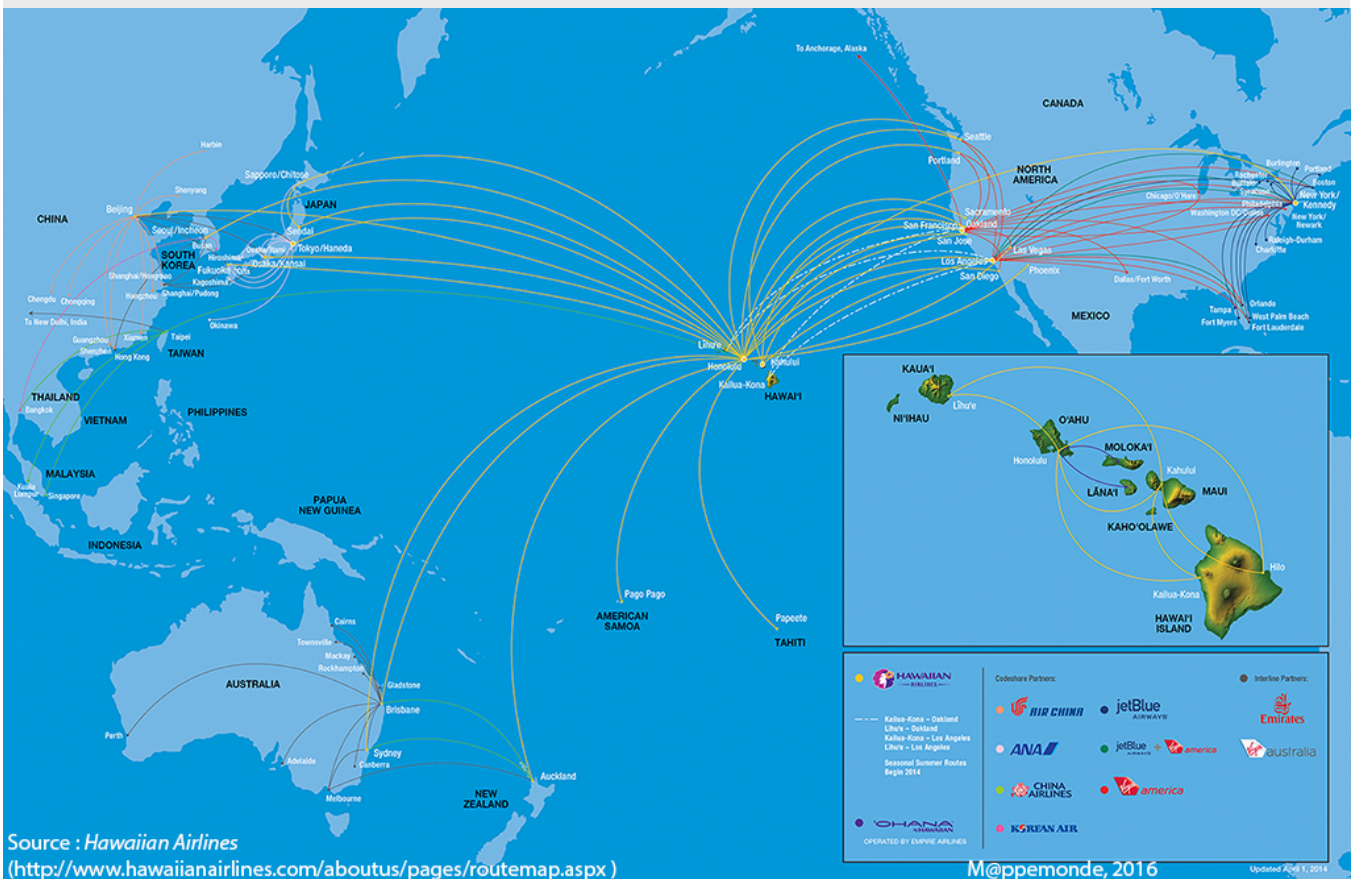 To Anchorage, Alaska
CANADA
Seattle
Portland
NORTH
AMERICA
Burlington
Portland
Rochester
Buffalo
Syracuse
Boston
New York/
Kennedy
Chicago/O'Hare
Philadelphia
Washington DC/Dulles
New York/
Newark
Raleigh-Durham
Charlotte
Sacramento
Oakland
San Francisco
San Jose
Las Vegas
Los Angeles
San Diego
Phoenix
Dallas/Fort Worth
Orlando
Tampa
West Palm Beach
Fort Myers
Fort Lauderdale
MEXICO
Harbin
Shenyang
Sapporo/Chitose
CHINA
Beijing
JAPAN
Seoul/Incheon
Busan
Sendai
Tokyo/Haneda
SOUTH
KOREA
Hiroshima
Osaka/Kansai
Fukuoka
Oita
Kagoshima
Shanghai/Hongqiao
Shanghai/Pudong
Hangzhou
Chengdu
Chongqing
To New Delhi, India
Okinawa
Guangzhou
Xiamen
Taipei
Shenzhen
Hong Kong
TAIWAN
THAILAND
Bangkok
VIETNAM
PHILIPPINES
MALAYSIA
Kuala
Lumpur
Singapore
INDONESIA
PAPUA
NEW GUINEA
Līhu'e
Honolulu
Kahului
Kailua-Kona
HAWAI'I
Pago Pago
AMERICAN
SAMOA
Papeete
TAHITI
Cairns
Townsville
Mackay
Rockhampton
Gladstone
AUSTRALIA
Brisbane
Perth
Adelaide
Sydney
Canberra
Melbourne
Auckland
NEW
ZEALAND
KAUA'I
Līhu'e
NI'IHAU
O'AHU
Honolulu
MOLOKA'I
LĀNA'I
Kahului
MAUI
KAHO'OLAWE
Hilo
Kailua-Kona
HAWAI'I
ISLAND
HAWAIIAN
AIRLINES
Kailua-Kona – Oakland
Līhu'e – Oakland
Kailua-Kona – Los Angeles
Līhu'e – Los Angeles
Seasonal Summer Routes
Begin 2014
'OHANA
by HAWAIIAN
OPERATED BY EMPIRE AIRLINES
Codeshare Partners:
AIR CHINA
ANA
CHINA
AIRLINES
KOREAN AIR
jetBlue
AIRWAYS
jetBlue
AIRWAYS
+
america
america
Interline Partners:
Emirates
australia
Source : Hawaiian Airlines
(http://www.hawaiianairlines.com/aboutus/pages/routemap.aspx )
M@ppemonde, 2016
Updated April 1, 2014